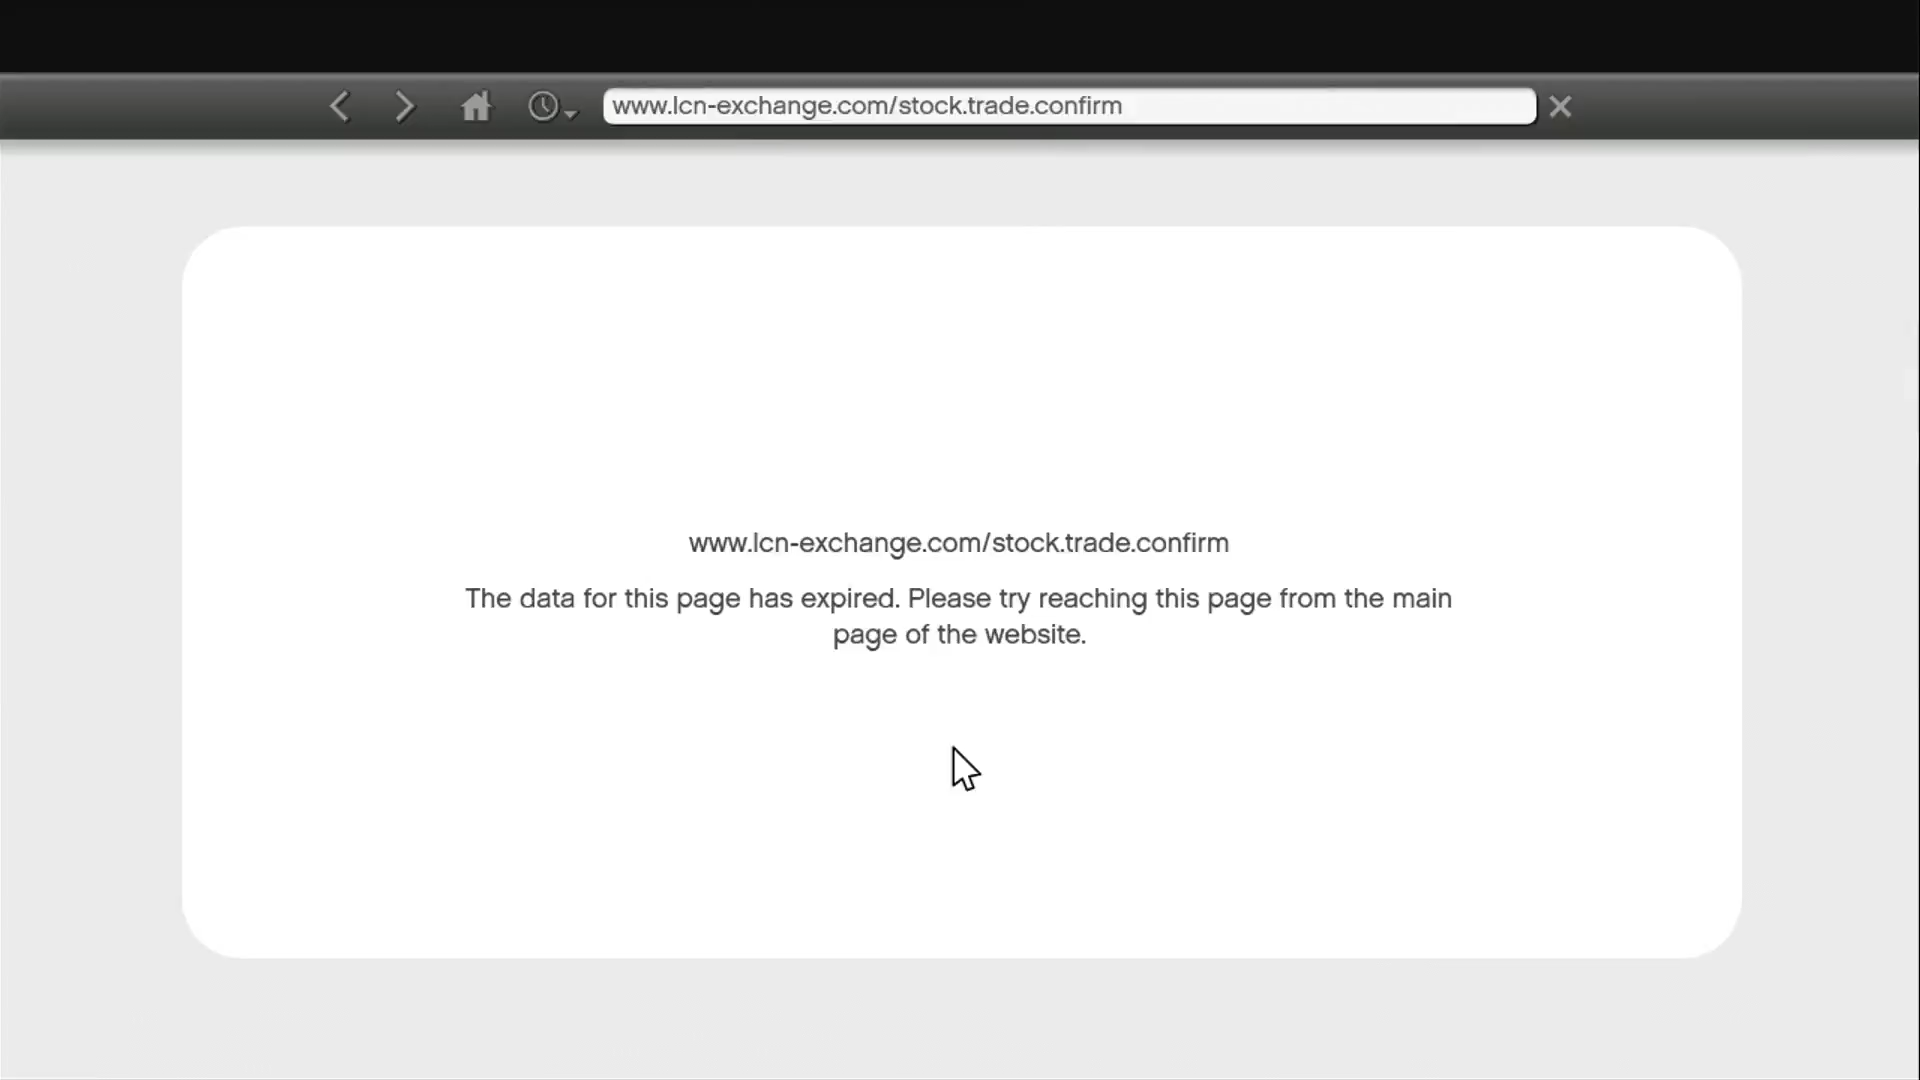 www.lcn-exchange.com/stock.trade.confirm
www.lcn-exchange.com/stock.trade.confirm
The data for this page has expired. Please try reaching this page from the main
page of the website.